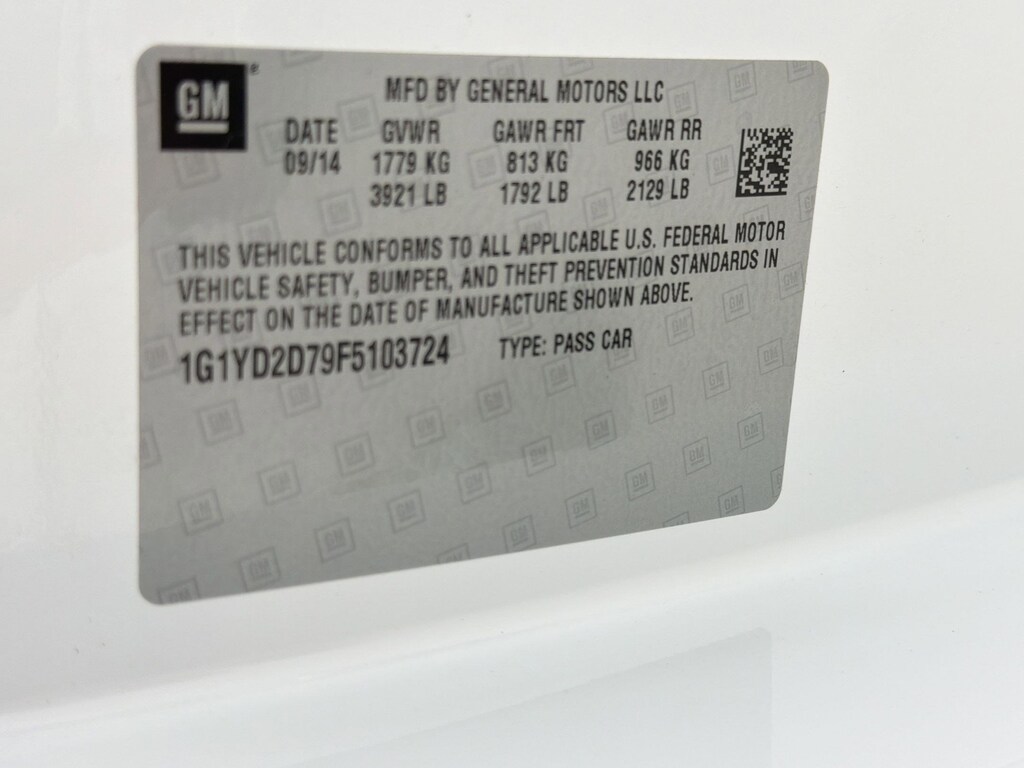 GM
MFD BY GENERAL MOTORS LLC
DATE GVWR GAWR FRT GAWR RR
09/14 1779 KG 813 KG 966 KG
3921 LB 1792 LB 2129 LB
THIS VEHICLE CONFORMS TO ALL APPLICABLE U.S. FEDERAL MOTOR
VEHICLE SAFETY, BUMPER, AND THEFT PREVENTION STANDARDS IN
EFFECT ON THE DATE OF MANUFACTURE SHOWN ABOVE.
1G1YD2D79F5103724 TYPE: PASS CAR